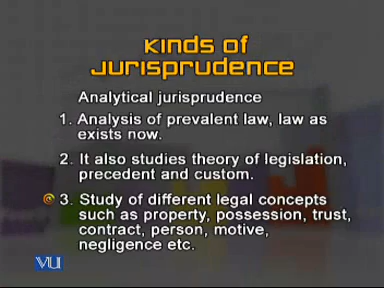 Kinds of
Jurisprudence
Analytical jurisprudence
1. Analysis of prevalent law, law as
exists now.
2. It also studies theory of legislation,
precedent and custom.
3. Study of different legal concepts
such as property, possession, trust,
contract, person, motive,
negligence etc.
VU